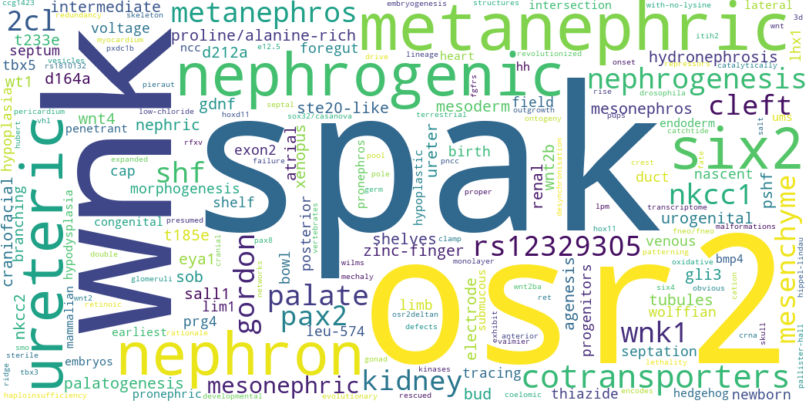 ccg1423 redundancy skeleton embryogenesis structures with-no-lysine 3d
2cl intermediate metanephros metanephric lateral
myocardium voltage intersection wnt itih2
t233e vesicles pxdc1b proline/alanine-rich lineage heart drive revolutionized
septum rs1810132 pieraut ncc e12.5 catalytically lhx1
tbx5 d212a foregut nephrogenic hh onset drosophila
wt1 d164a gdnf septal fgfrs rise nephrogenesis
hypoplasia low-chloride hoxd11 ste20-like field hydronephrosis
pericardium wnt4 sox32/casanova mesoderm outgrowth mesonephros cleft
penetrant nephric exon2 terrestrial ontogeny endoderm catchtide
hubert vhl expanded rfxv atrial xenopus pool birth pups salt umis
cap failure pronephros pole germ ureter wnt2b nascent six2
ureteric wnk shf spak hypoplastic pncc renal duct
craniofacial branching morphogenesis shelf proper crest
hypodysplasia congenital presumed vertebrates clamp lpm transcriptome pshf nkcc1
t185e cranial pax8 shelves hox11 malformations urogenital
eya1 double posterior zinc-finger rs12329305 patterning venous mesenchyme
nkcc2 sob gordon bowl monolayer wilms mechaly fneo/fneo oxidative bmp4
mammalian glomeruli networks osr2 agenesis six4 gli3 hippel-lindau
sall1 palate electrode submucous wnt2ba obvious cation
wnt2 lim1 limb progenitors tubules
smo retinoic prg4 pax2 ret wnk1 wolffian
earliest rationale leu-574 osr2deltan septation crna
sterile embryos nephron defects anterior skull
tbx3 gonad exhibit valmier lethality pallister-hall
ridge palatogenesis mesonephric kidney tracing cotransporters
pronephric developmental kinases bud thiazide hedgehog newborn
haploinsufficiency evolutionary rescued coelomic encodes